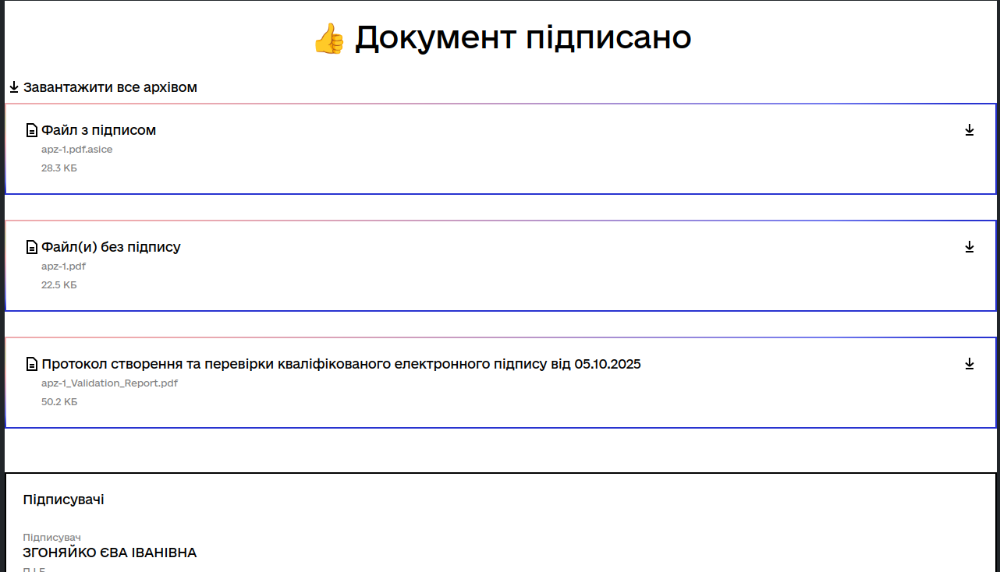 👍 Документ підписано
Завантажити все архівом
Файл з підписом
apz-1.pdf.asice
28.3 КБ
Файл(и) без підпису
apz-1.pdf
22.5 КБ
Протокол створення та перевірки кваліфікованого електронного підпису від 05.10.2025
apz-1_Validation_Report.pdf
50.2 КБ
Підписувачі
Підписувач
ЗГОНЯЙКО ЄВА ІВАНІВНА